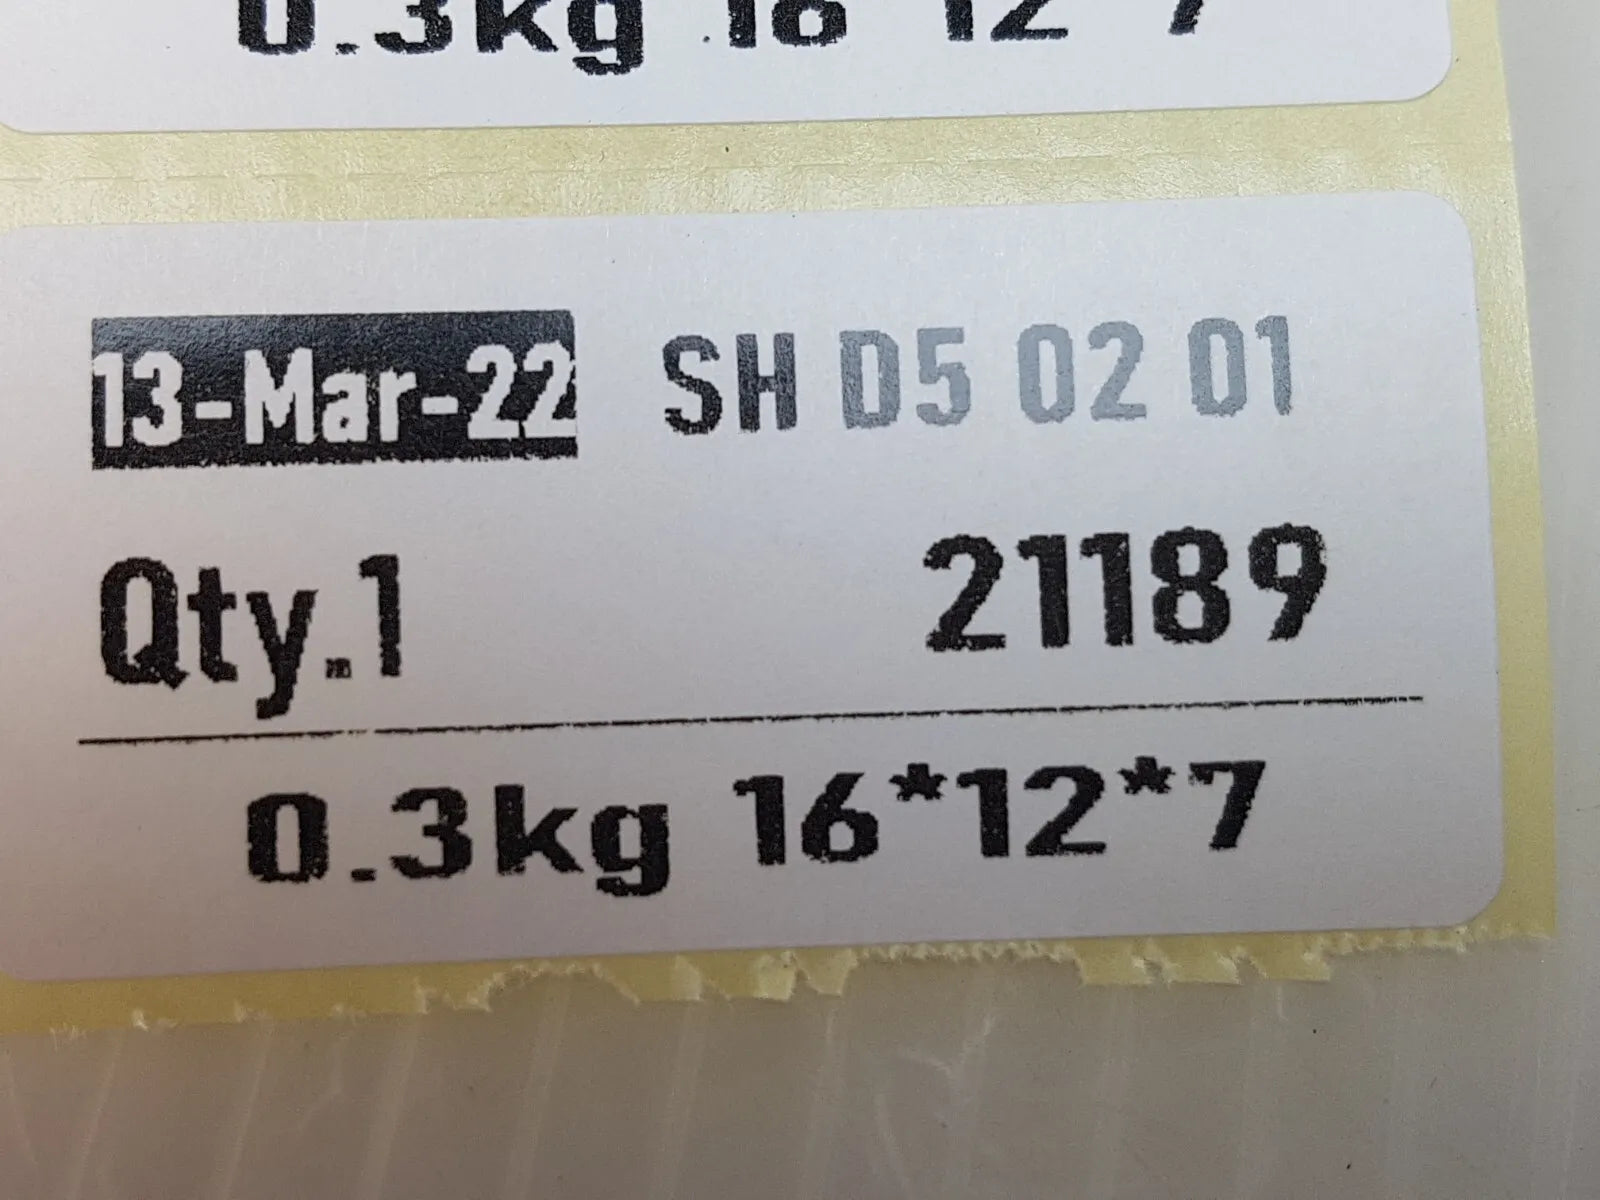 0.3kg 16*12*7
13-Mar-22 SH D5 02 01
Qty.1 21189
0.3kg 16*12*7